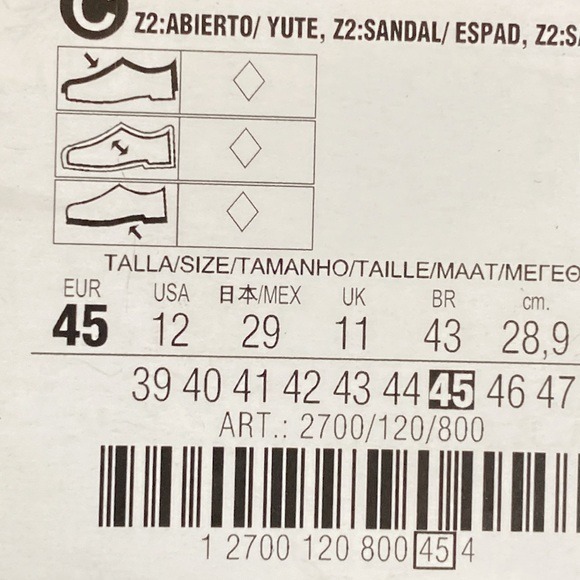 C Z2:ABIERTO/ YUTE, Z2:SANDAL/ ESPAD, Z2:SA
TALLA/SIZE/TAMANHO/TAILLE/MAAT/ΜΕΓΕΘ
EUR USA 日本/MEX UK BR cm.
45 12 29 11 43 28,9
39 40 41 42 43 44 45 46 47
ART.: 2700/120/800
1 2700 120 800 45 4